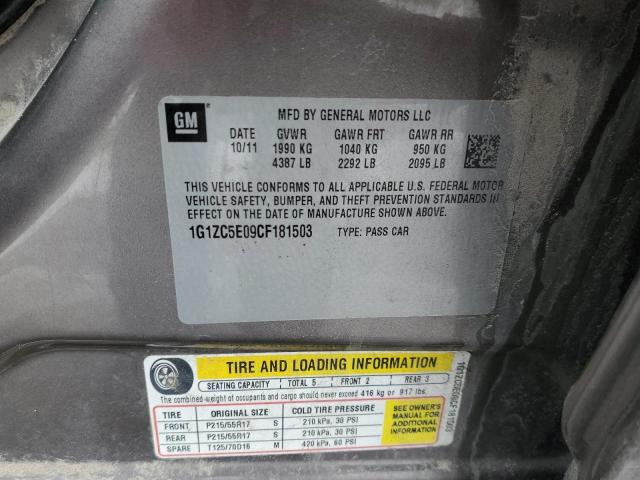 GM
MFD BY GENERAL MOTORS LLC
DATE GVWR GAWR FRT GAWR RR
10/11 1990 KG 1040 KG 950 KG
4387 LB 2292 LB 2095 LB
THIS VEHICLE CONFORMS TO ALL APPLICABLE U.S. FEDERAL MOTOR
VEHICLE SAFETY, BUMPER, AND THEFT PREVENTION STANDARDS IN
EFFECT ON THE DATE OF MANUFACTURE SHOWN ABOVE.
1G1ZC5E09CF181503 TYPE: PASS CAR
TIRE AND LOADING INFORMATION
SEATING CAPACITY TOTAL 5 FRONT 2 REAR 3
The combined weight of occupants and cargo should never exceed 416 kg or 917 lbs.
TIRE ORIGINAL SIZE COLD TIRE PRESSURE
FRONT P215/55R17 S 210 kPa, 30 PSI
REAR P215/55R17 S 210 kPa, 30 PSI
SPARE T125/70D16 M 420 kPa, 60 PSI
SEE OWNER'S
MANUAL FOR
ADDITIONAL
INFORMATION
1G1ZC5E09CF181503